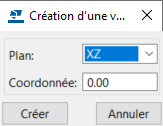 Création d'une v...
Plan: XZ
Coordonnée: 0.00
Créer Annuler